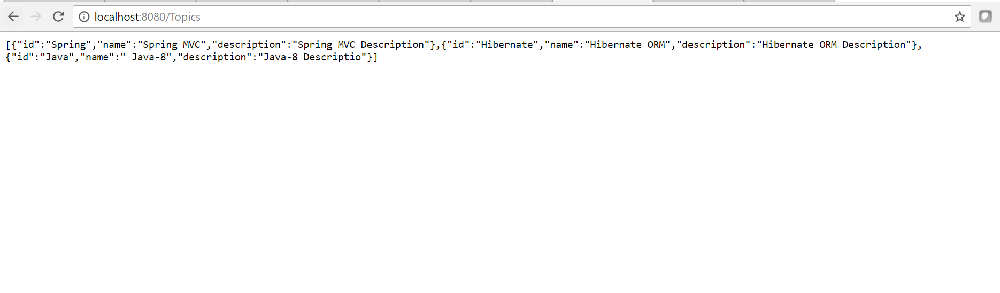 localhost:8080/Topics
[{"id":"Spring","name":"Spring MVC","description":"Spring MVC Description"},{"id":"Hibernate","name":"Hibernate ORM","description":"Hibernate ORM Description"},
{"id":"Java","name":" Java-8","description":"Java-8 Descriptio"}]